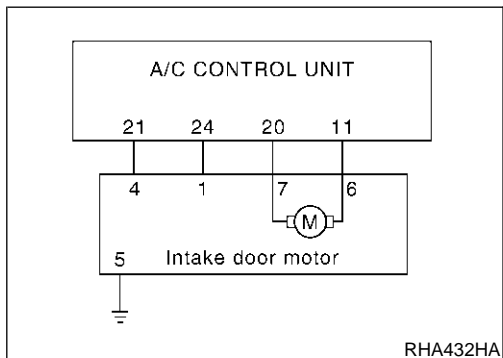 A/C CONTROL UNIT
21 24 20 11
4 1 7 6
M
5 Intake door motor
RHA432HA